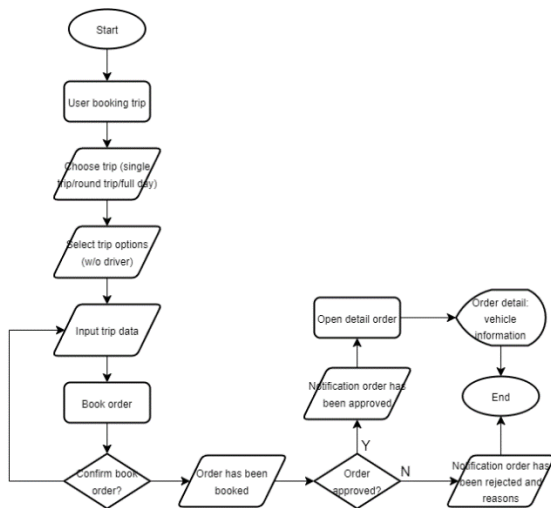 Start
User booking trip
Choose trip (single
trip/round trip/full day)
Select trip options
(w/o driver)
Input trip data
Book order
Confirm book
order?
Order has been
booked
Order
approved?
Y
N
Notification order has
been approved
Open detail order
Order detail:
vehicle
information
Notification order has
been rejected and
reasons
End